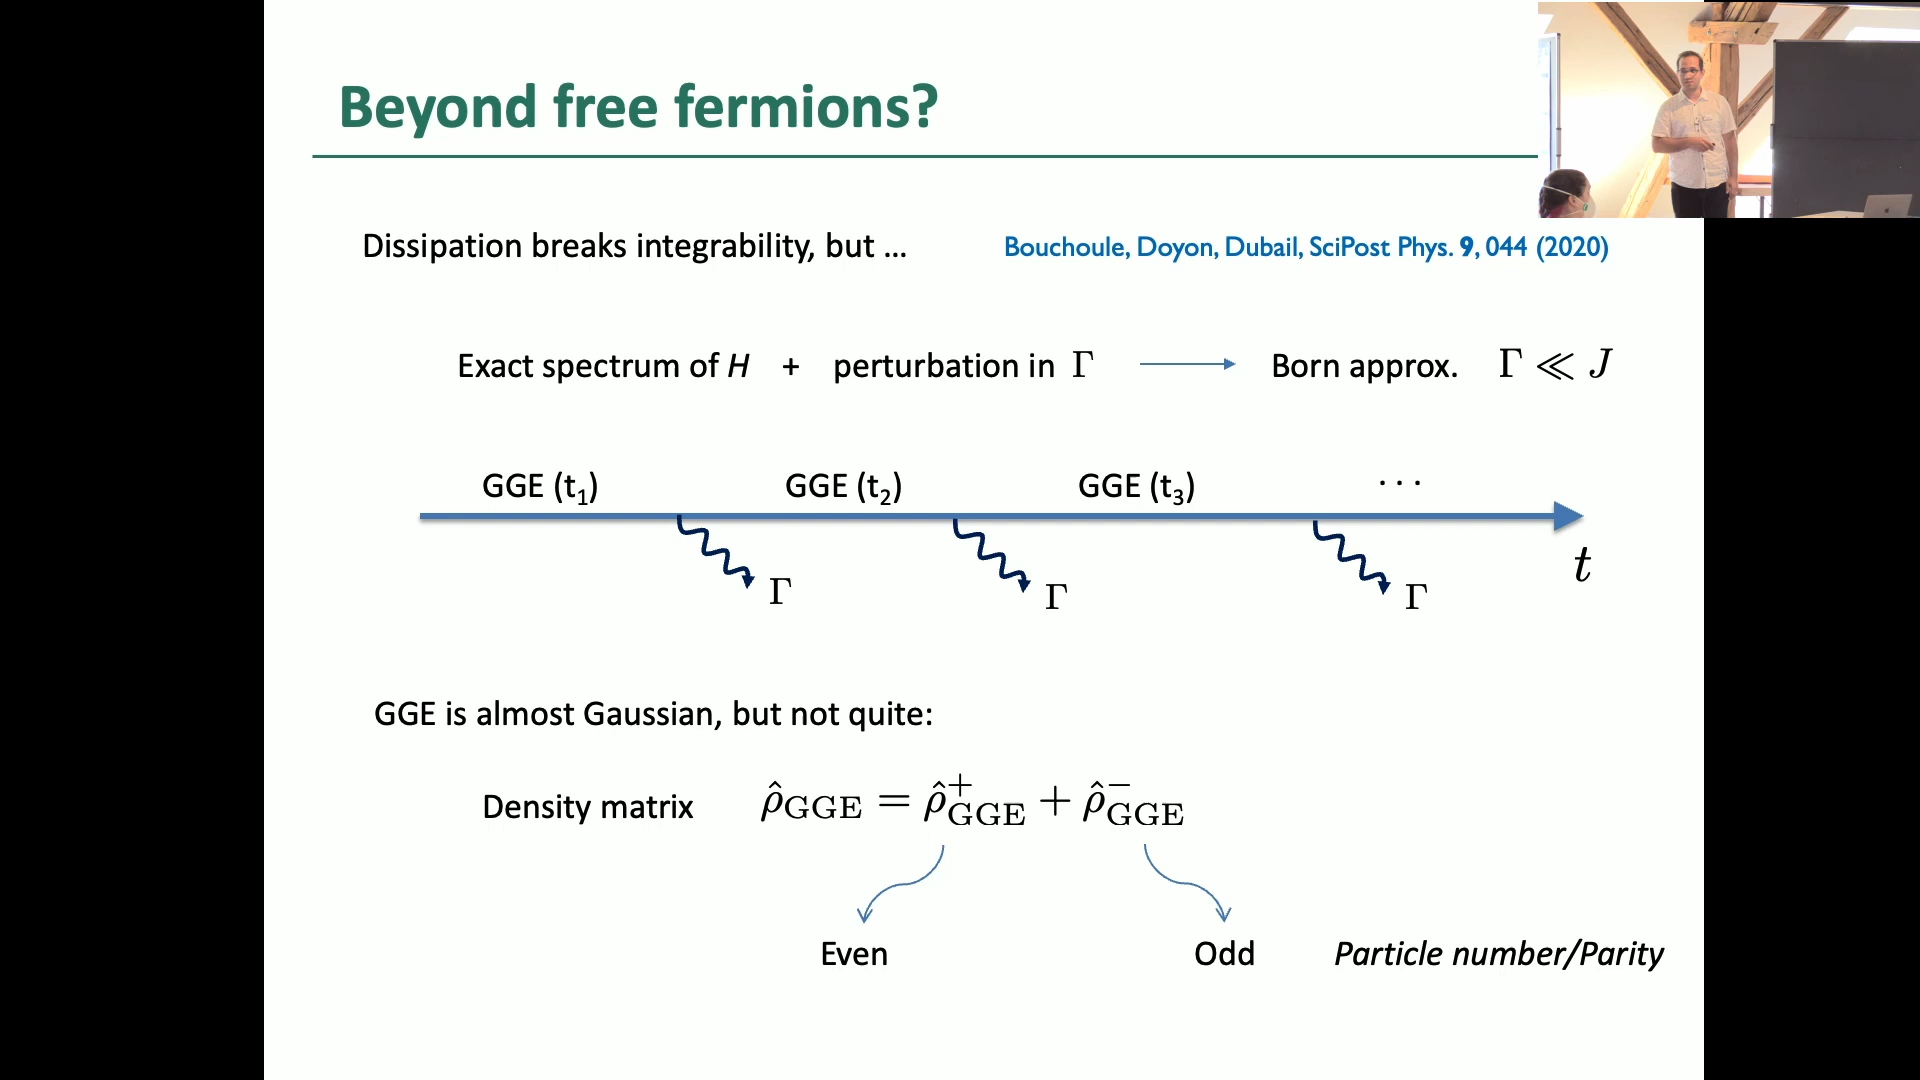 Beyond free fermions?
Dissipation breaks integrability, but ... Bouchoule, Doyon, Dubail, SciPost Phys. 9, 044 (2020)
Exact spectrum of H + perturbation in Γ Born approx. Γ ≪ J
GGE (t₁) GGE (t₂) GGE (t₃) ···
t
Γ Γ Γ
GGE is almost Gaussian, but not quite:
Density matrix ρ̂_GGE = ρ̂⁺_GGE + ρ̂⁻_GGE
Even Odd Particle number/Parity